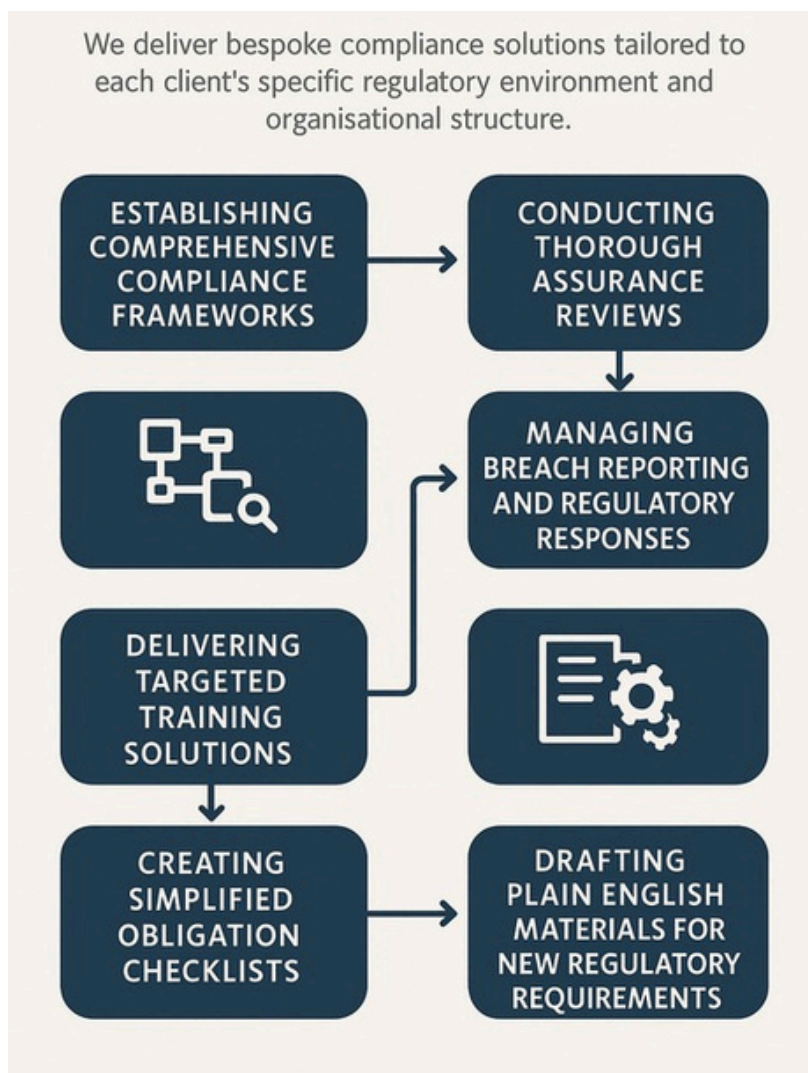 We deliver bespoke compliance solutions tailored to
each client's specific regulatory environment and
organisational structure.
ESTABLISHING
COMPREHENSIVE
COMPLIANCE
FRAMEWORKS
CONDUCTING
THOROUGH
ASSURANCE
REVIEWS
MANAGING
BREACH REPORTING
AND REGULATORY
RESPONSES
DELIVERING
TARGETED
TRAINING
SOLUTIONS
CREATING
SIMPLIFIED
OBLIGATION
CHECKLISTS
DRAFTING
PLAIN ENGLISH
MATERIALS FOR
NEW REGULATORY
REQUIREMENTS